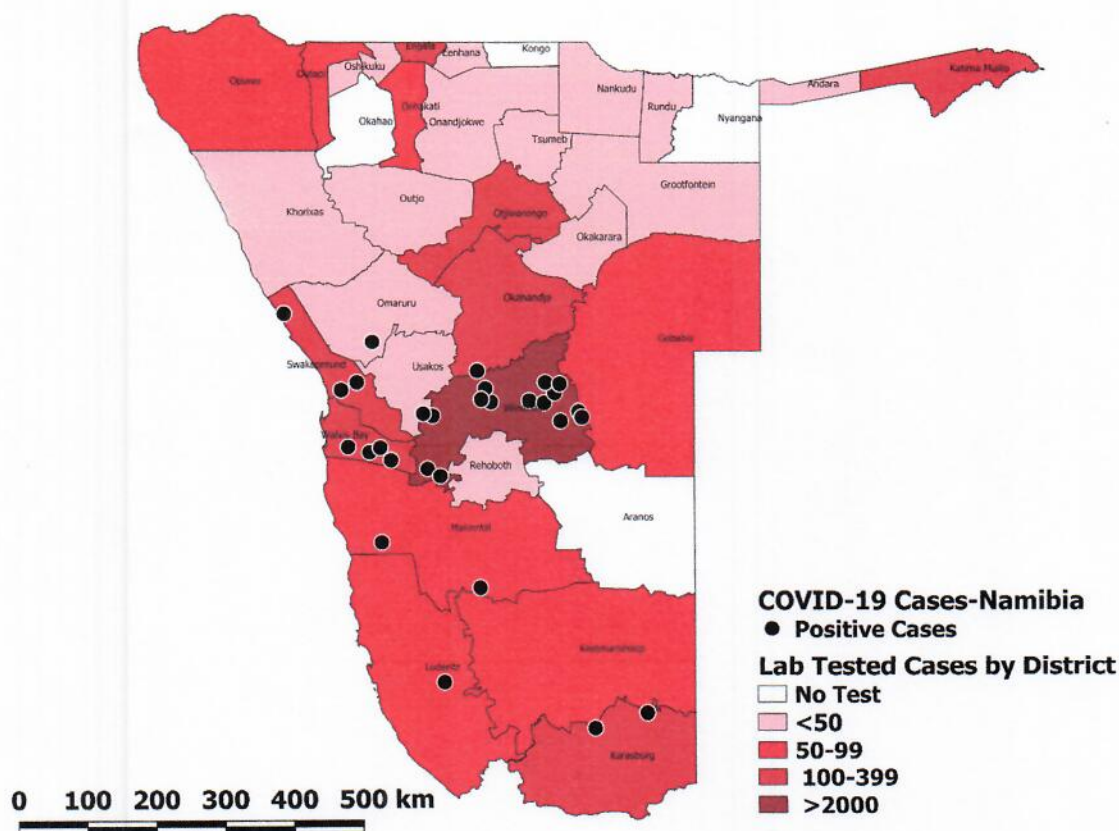 Kongo
Eenhana
Engela
Oshikuku
Outapi
Opuwo
Katima Mulilo
Andara
Nankudu
Rundu
Nyangana
Oshakati
Okahao
Onandjokwe
Tsumeb
Grootfontein
Outjo
Khorixas
Otjiwarongo
Okakarara
Omaruru
Okahandja
Gobabis
Swakopmund
Usakos
Windhoek
Walvis Bay
Rehoboth
Aranos
Mariental
Keetmanshoop
Luderitz
Karasburg
COVID-19 Cases-Namibia
Positive Cases
Lab Tested Cases by District
No Test
<50
50-99
100-399
>2000
0 100 200 300 400 500 km